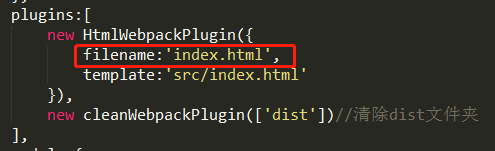 plugins:[
new HtmlWebpackPlugin({
filename:'index.html',
template:'src/index.html'
}),
new cleanWebpackPlugin(['dist'])//清除dist文件夹
],